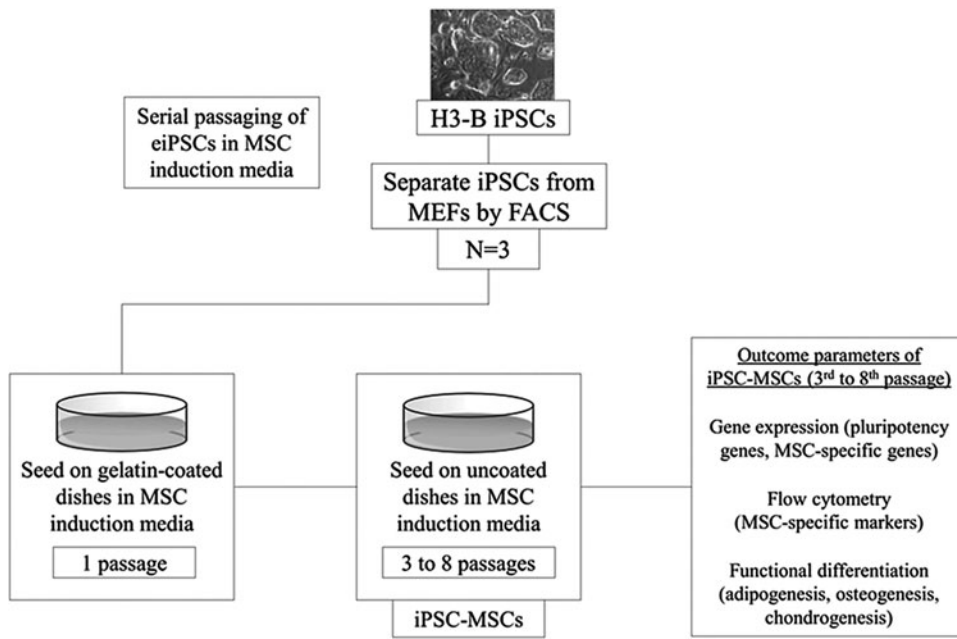 H3-B iPSCs
Serial passaging of
eiPSCs in MSC
induction media
Separate iPSCs from
MEFs by FACS
N=3
Seed on gelatin-coated
dishes in MSC
induction media
1 passage
Seed on uncoated
dishes in MSC
induction media
3 to 8 passages
iPSC-MSCs
Outcome parameters of
iPSC-MSCs (3rd to 8th passage)
Gene expression (pluripotency
genes, MSC-specific genes)
Flow cytometry
(MSC-specific markers)
Functional differentiation
(adipogenesis, osteogenesis,
chondrogenesis)